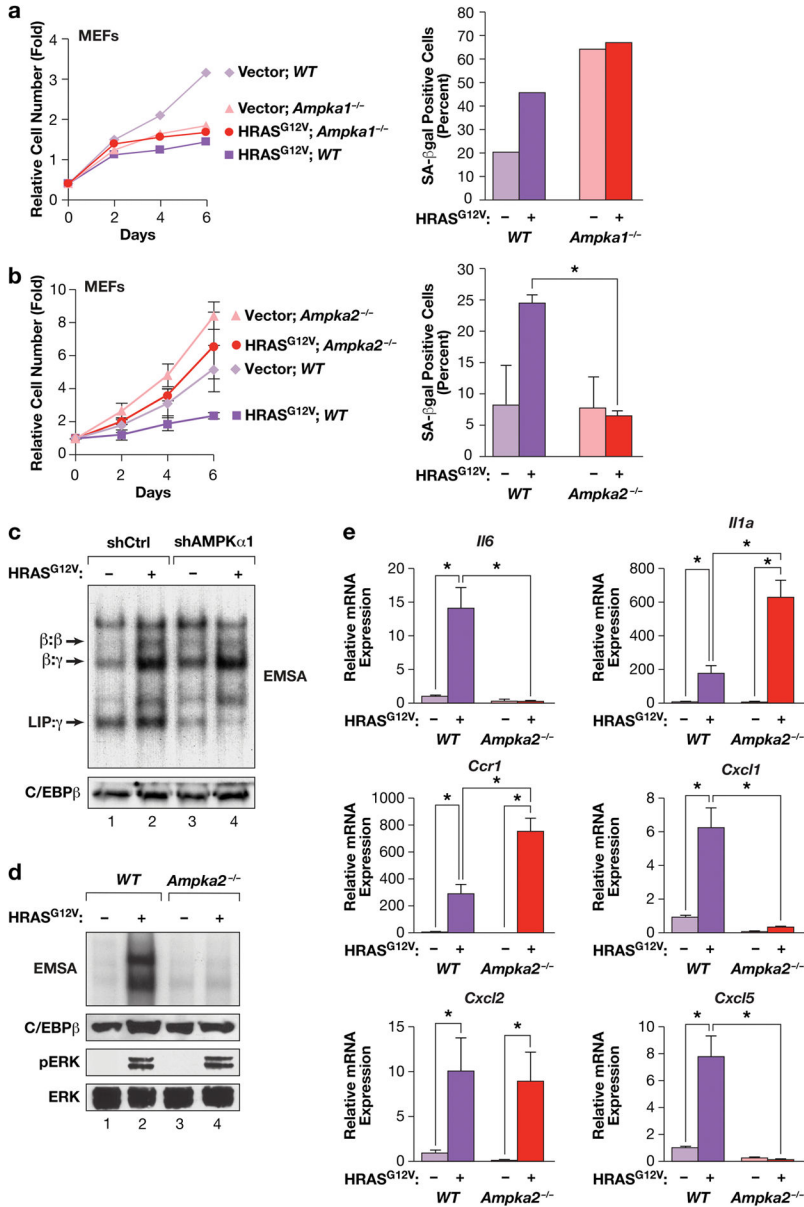 a
MEFs
Relative Cell Number (Fold)
4
3
2
1
0
0 2 4 6
Days
Vector; WT
Vector; Ampka1−/−
HRASG12V; Ampka1−/−
HRASG12V; WT
SA-βgal Positive Cells
(Percent)
80
70
60
50
40
30
20
10
0
HRASG12V: − + − +
WT Ampka1−/−
b
MEFs
Relative Cell Number (Fold)
10
8
6
4
2
0
0 2 4 6
Days
Vector; Ampka2−/−
HRASG12V; Ampka2−/−
Vector; WT
HRASG12V; WT
SA-βgal Positive Cells
(Percent)
30
25
20
15
10
5
0
*
HRASG12V: − + − +
WT Ampka2−/−
c
shCtrl shAMPKα1
HRASG12V: − + − +
β:β
β:γ
LIP:γ
EMSA
C/EBPβ
1 2 3 4
d
WT Ampka2−/−
HRASG12V: − + − +
EMSA
C/EBPβ
pERK
ERK
1 2 3 4
e
Il6
Relative mRNA
Expression
20
15
10
5
0
* *
HRASG12V: − + − +
WT Ampka2−/−
Il1a
Relative mRNA
Expression
800
600
400
200
0
*
* *
HRASG12V: − + − +
WT Ampka2−/−
Ccr1
Relative mRNA
Expression
1000
800
600
400
200
0
*
* *
HRASG12V: − + − +
WT Ampka2−/−
Cxcl1
Relative mRNA
Expression
8
6
4
2
0
* *
HRASG12V: − + − +
WT Ampka2−/−
Cxcl2
Relative mRNA
Expression
15
10
5
0
* *
HRASG12V: − + − +
WT Ampka2−/−
Cxcl5
Relative mRNA
Expression
10
8
6
4
2
0
* *
HRASG12V: − + − +
WT Ampka2−/−